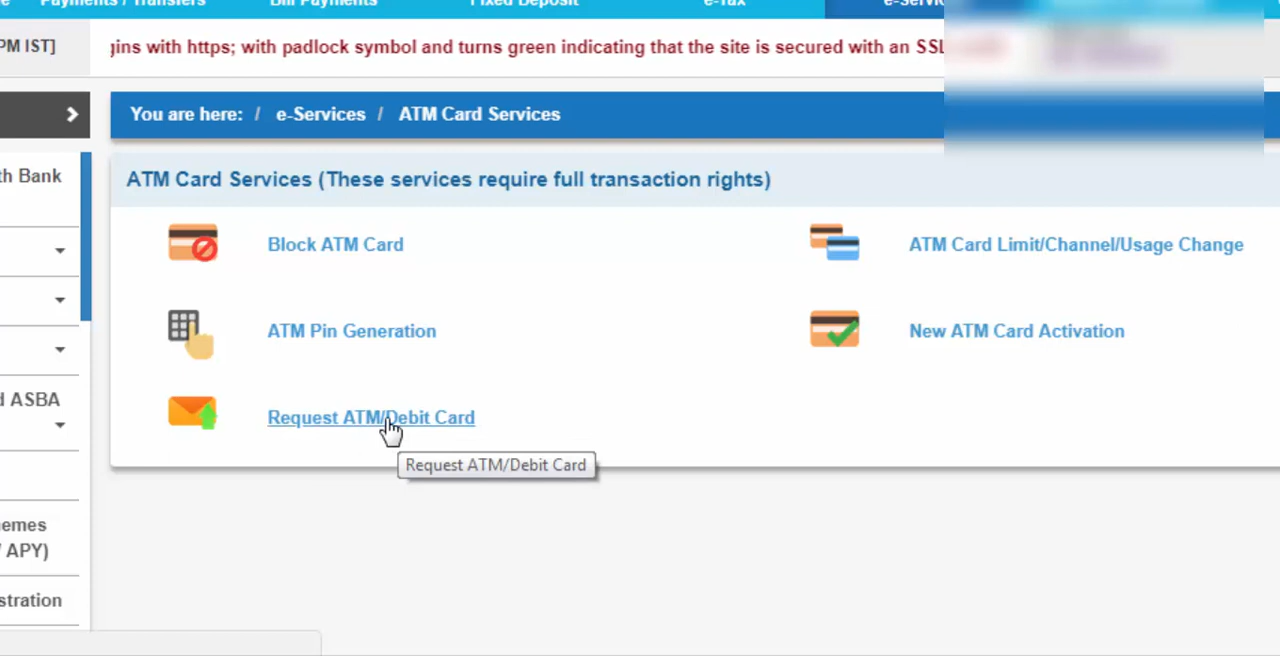 Payments / Transfers Bill Payments Fixed Deposit e-Tax
PM IST] gins with https; with padlock symbol and turns green indicating that the site is secured with an SSL
You are here: / e-Services / ATM Card Services
th Bank
ATM Card Services (These services require full transaction rights)
Block ATM Card
ATM Card Limit/Channel/Usage Change
ATM Pin Generation
New ATM Card Activation
d ASBA
Request ATM/Debit Card
Request ATM/Debit Card
emes
/ APY)
stration